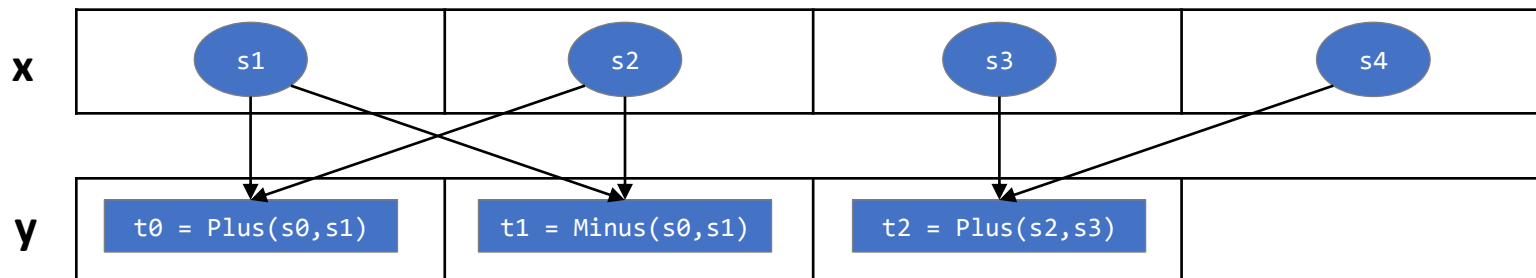 x
s1
s2
s3
s4
y
t0 = Plus(s0,s1)
t1 = Minus(s0,s1)
t2 = Plus(s2,s3)